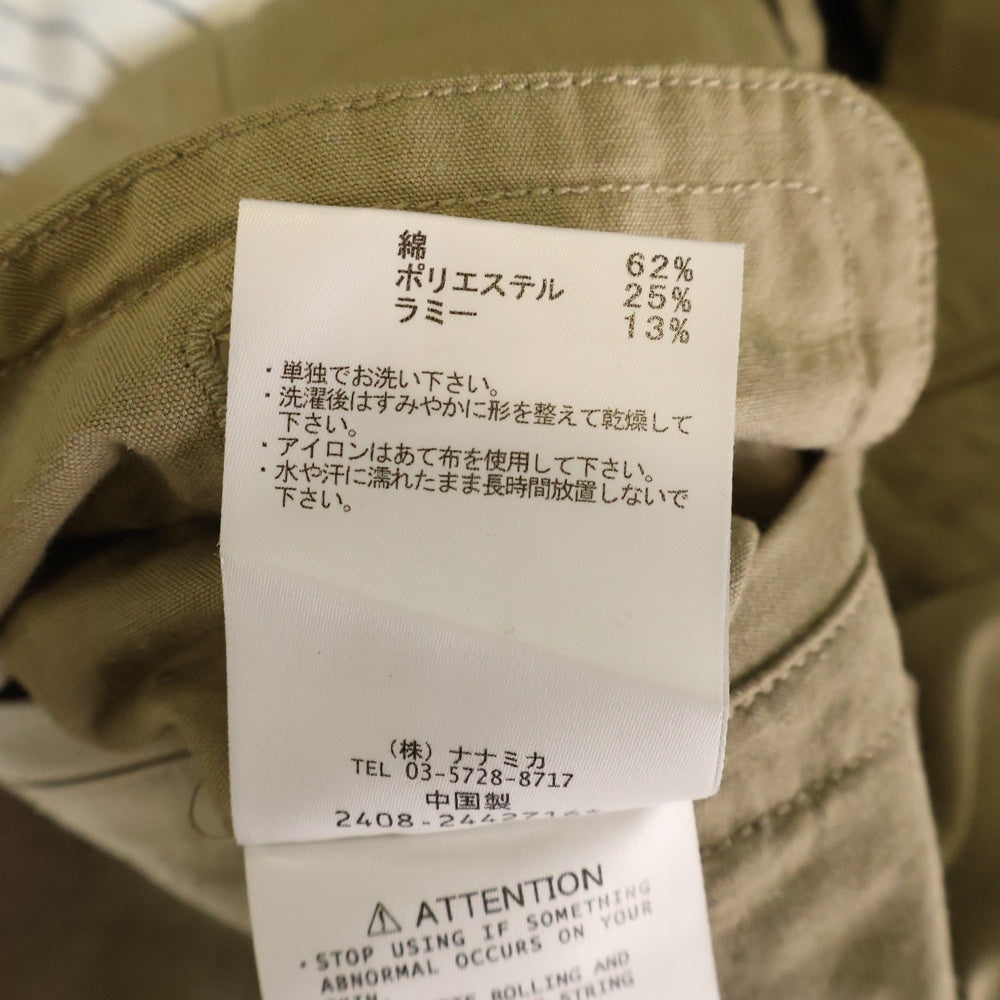 綿 62%
ポリエステル 25%
ラミー 13%
・単独でお洗い下さい。
・洗濯後はすみやかに形を整えて乾燥して
下さい。
・アイロンはあて布を使用して下さい。
・水や汗に濡れたまま長時間放置しないで
下さい。
（株）ナナミカ
TEL 03-5728-8717
中国製
2408-244271
⚠ ATTENTION
・STOP USING IF SOMETHING
ABNORMAL OCCURS ON YOUR
ROLLING AND
STRING